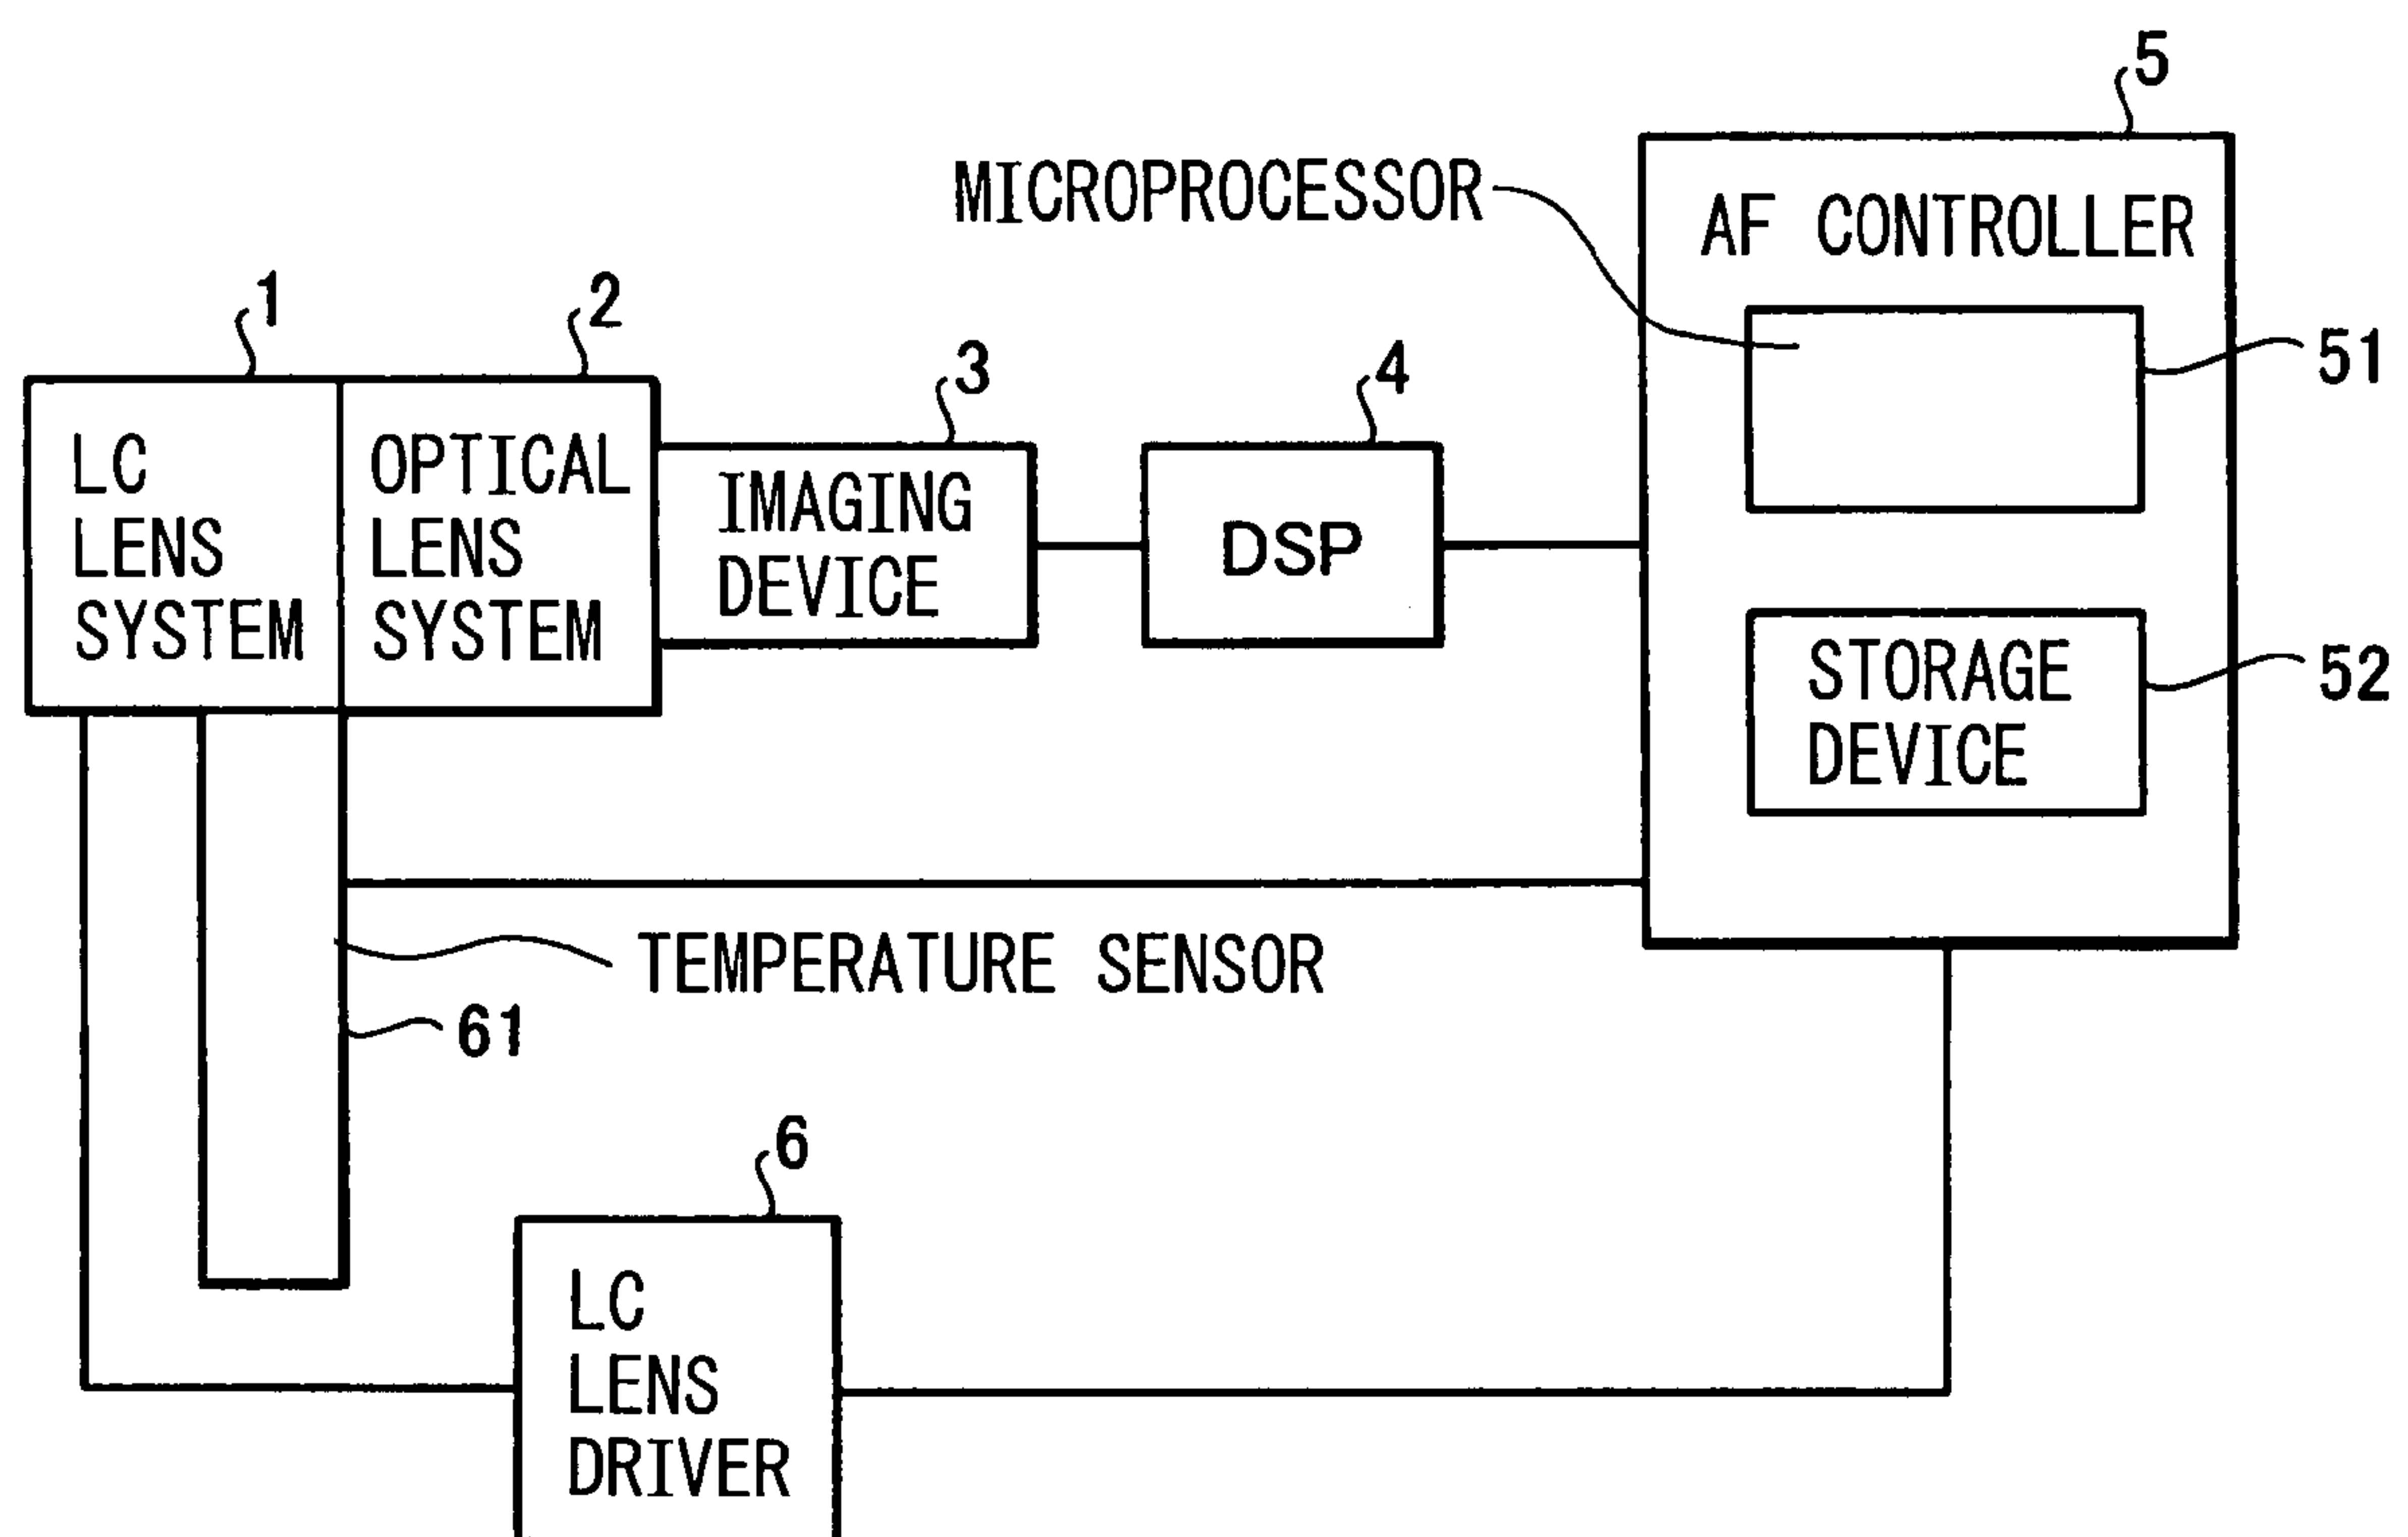 5
MICROPROCESSOR
AF CONTROLLER
1
2
3
4
51
LC
LENS
SYSTEM
OPTICAL
LENS
SYSTEM
IMAGING
DEVICE
DSP
STORAGE
DEVICE
52
TEMPERATURE SENSOR
61
6
LC
LENS
DRIVER